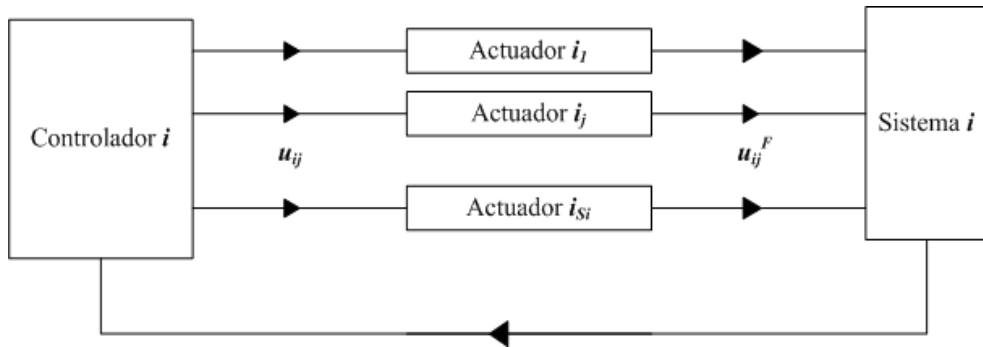 Actuador i1
Actuador ij
Controlador i
Sistema i
uij
uijF
Actuador iSi